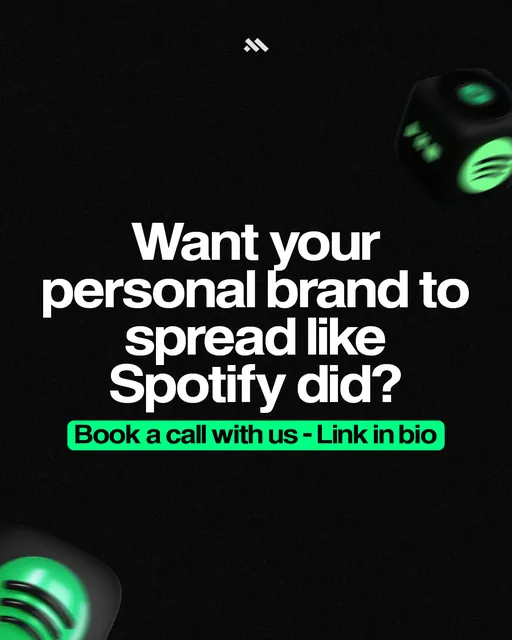 Want your
personal brand to
spread like
Spotify did?
Book a call with us - Link in bio